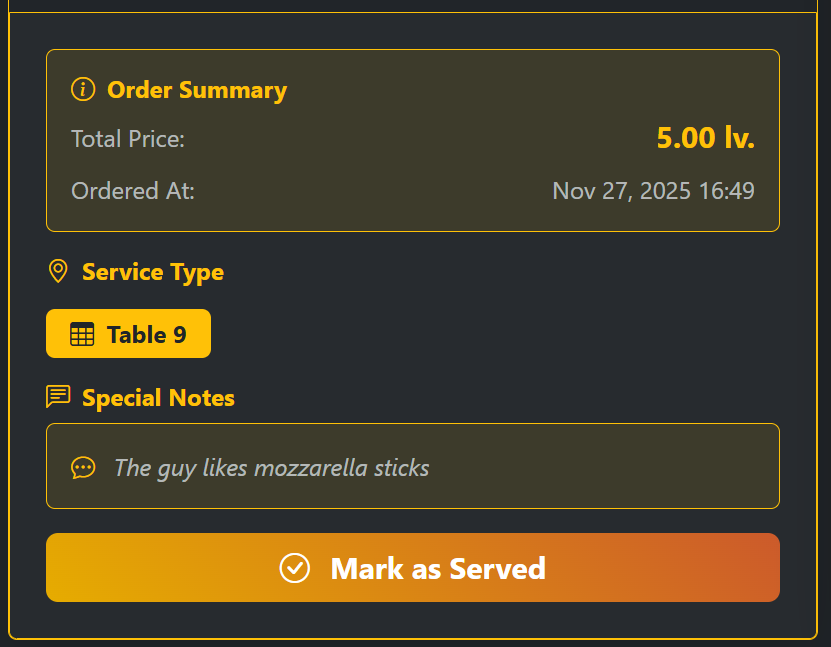 Order Summary
Total Price: 5.00 lv.
Ordered At: Nov 27, 2025 16:49
Service Type
Table 9
Special Notes
The guy likes mozzarella sticks
Mark as Served